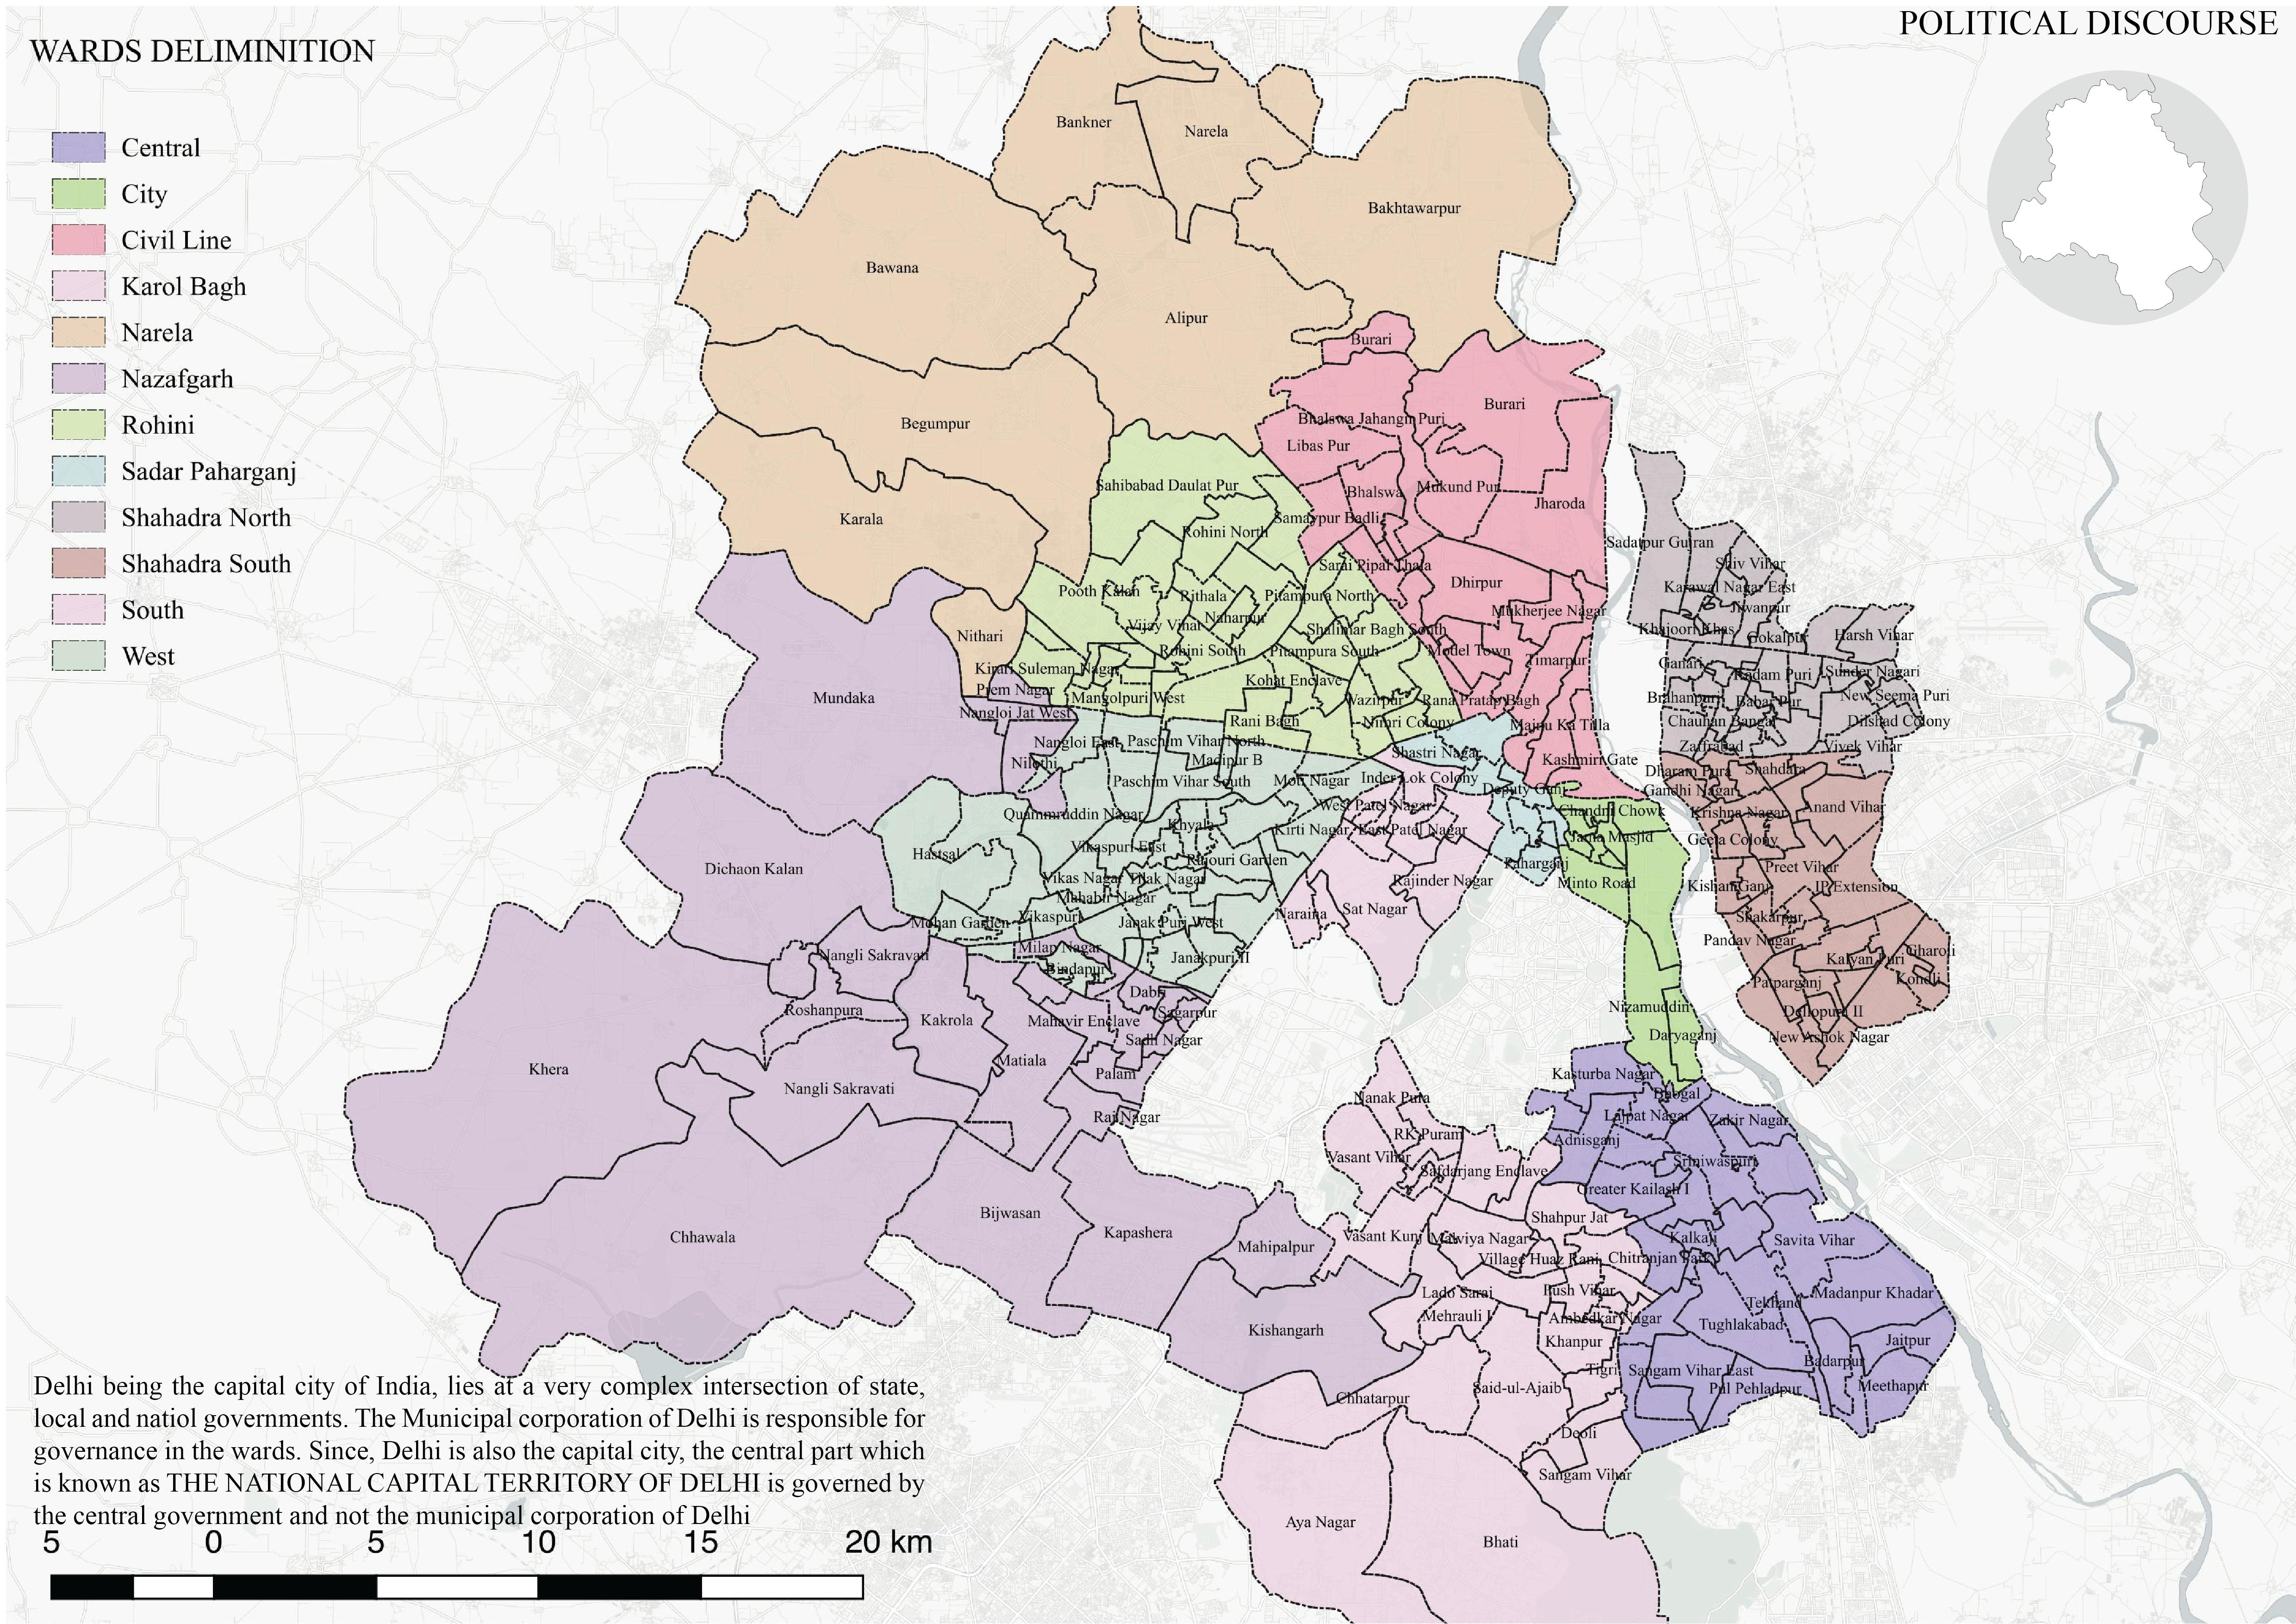 WARDS DELIMINITION
POLITICAL DISCOURSE
Central
City
Civil Line
Karol Bagh
Narela
Nazafgarh
Rohini
Sadar Paharganj
Shahadra North
Shahadra South
South
West
Bankner
Narela
Bakhtawarpur
Bawana
Alipur
Burari
Begumpur
Burari
Bhalswa Jahangir Puri
Libas Pur
Sahibabad Daulat Pur
Bhalswa
Mukund Pur
Jharoda
Karala
Samaypur Badli
Rohini North
Sadatpur Gujran
Shiv Vihar
Sarai Pipal Thala
Dhirpur
Karawal Nagar East
Pooth Kalan
Rithala
Pitampura North
Jiwanpur
Mukherjee Nagar
Naharpur
Vijay Vihar
Shalimar Bagh South
Khajoori Khas
Gokalpur
Harsh Vihar
Nithari
Rohini South
Pitampura South
Model Town
Timarpur
Kirari Suleman Nagar
Kohat Enclave
Kadam Puri
Sunder Nagari
Prem Nagar
Mundaka
Mangolpuri West
Wazirpur
Rana Pratap Bagh
Brahanpuri
Babar Pur
New Seema Puri
Nangloi Jat West
Rani Bagh
Nimri Colony
Majnu Ka Tilla
Chauhan Bangar
Dilshad Colony
Nangloi East
Paschim Vihar North
Shastri Nagar
Zaffrabad
Vivek Vihar
Nilothi
Madipur B
Kashmiri Gate
Dharam Pura
Shahdara
Paschim Vihar South
Moti Nagar
Inder Lok Colony
Deputy Ganj
Gandhi Nagar
Quammruddin Nagar
West Patel Nagar
Chandni Chowk
Krishna Nagar
Anand Vihar
Khyala
Kirti Nagar
East Patel Nagar
Jama Masjid
Geeta Colony
Hastsal
Vikaspuri East
Rajouri Garden
Paharganj
Preet Vihar
Dichaon Kalan
Vikas Nagar
Tilak Nagar
Rajinder Nagar
Minto Road
Kishan Ganj
IP Extension
Mahabir Nagar
Naraina
Sat Nagar
Shakarpur
Mohan Garden
Vikaspuri
Janak Puri West
Pandav Nagar
Gharoli
Nangli Sakravati
Milap Nagar
Janakpuri II
Kalyan Puri
Bindapur
Kondli
Patparganj
Dabri
Roshanpura
Kakrola
Mahavir Enclave
Sagarpur
Nizamuddin
Dallopura II
Sadh Nagar
Daryaganj
New Ashok Nagar
Khera
Matiala
Palam
Kasturba Nagar
Nangli Sakravati
Nanak Pura
Bhogal
Raj Nagar
Lajpat Nagar
Zakir Nagar
RK Puram
Adnisganj
Vasant Vihar
Safdarjang Enclave
Sriniwaspuri
Greater Kailash I
Bijwasan
Shahpur Jat
Chhawala
Kapashera
Mahipalpur
Vasant Kunj
Malviya Nagar
Kalkaji
Savita Vihar
Village Huaz Rani
Chitranjan Park
Lado Sarai
Push Vihar
Madanpur Khadar
Tekhand
Kishangarh
Mehrauli I
Ambedkar Nagar
Tughlakabad
Khanpur
Jaitpur
Tigri
Sangam Vihar East
Badarpur
Chhatarpur
Said-ul-Ajaib
Pul Pehladpur
Meethapur
Deoli
Sangam Vihar
Aya Nagar
Bhati
Delhi being the capital city of India, lies at a very complex intersection of state,
local and natiol governments. The Municipal corporation of Delhi is responsible for
governance in the wards. Since, Delhi is also the capital city, the central part which
is known as THE NATIONAL CAPITAL TERRITORY OF DELHI is governed by
the central government and not the municipal corporation of Delhi
5 0 5 10 15 20 km